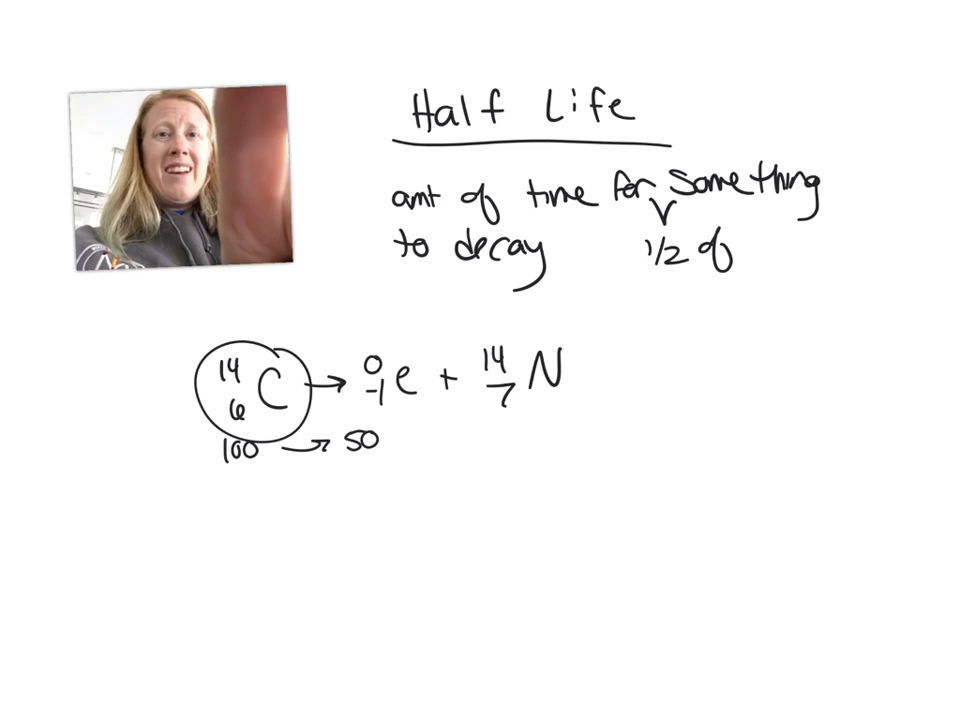 Half Life
amt of time for something
to decay 1/2 of
14 6 C → 0 -1 e + 14 7 N
100 → 50